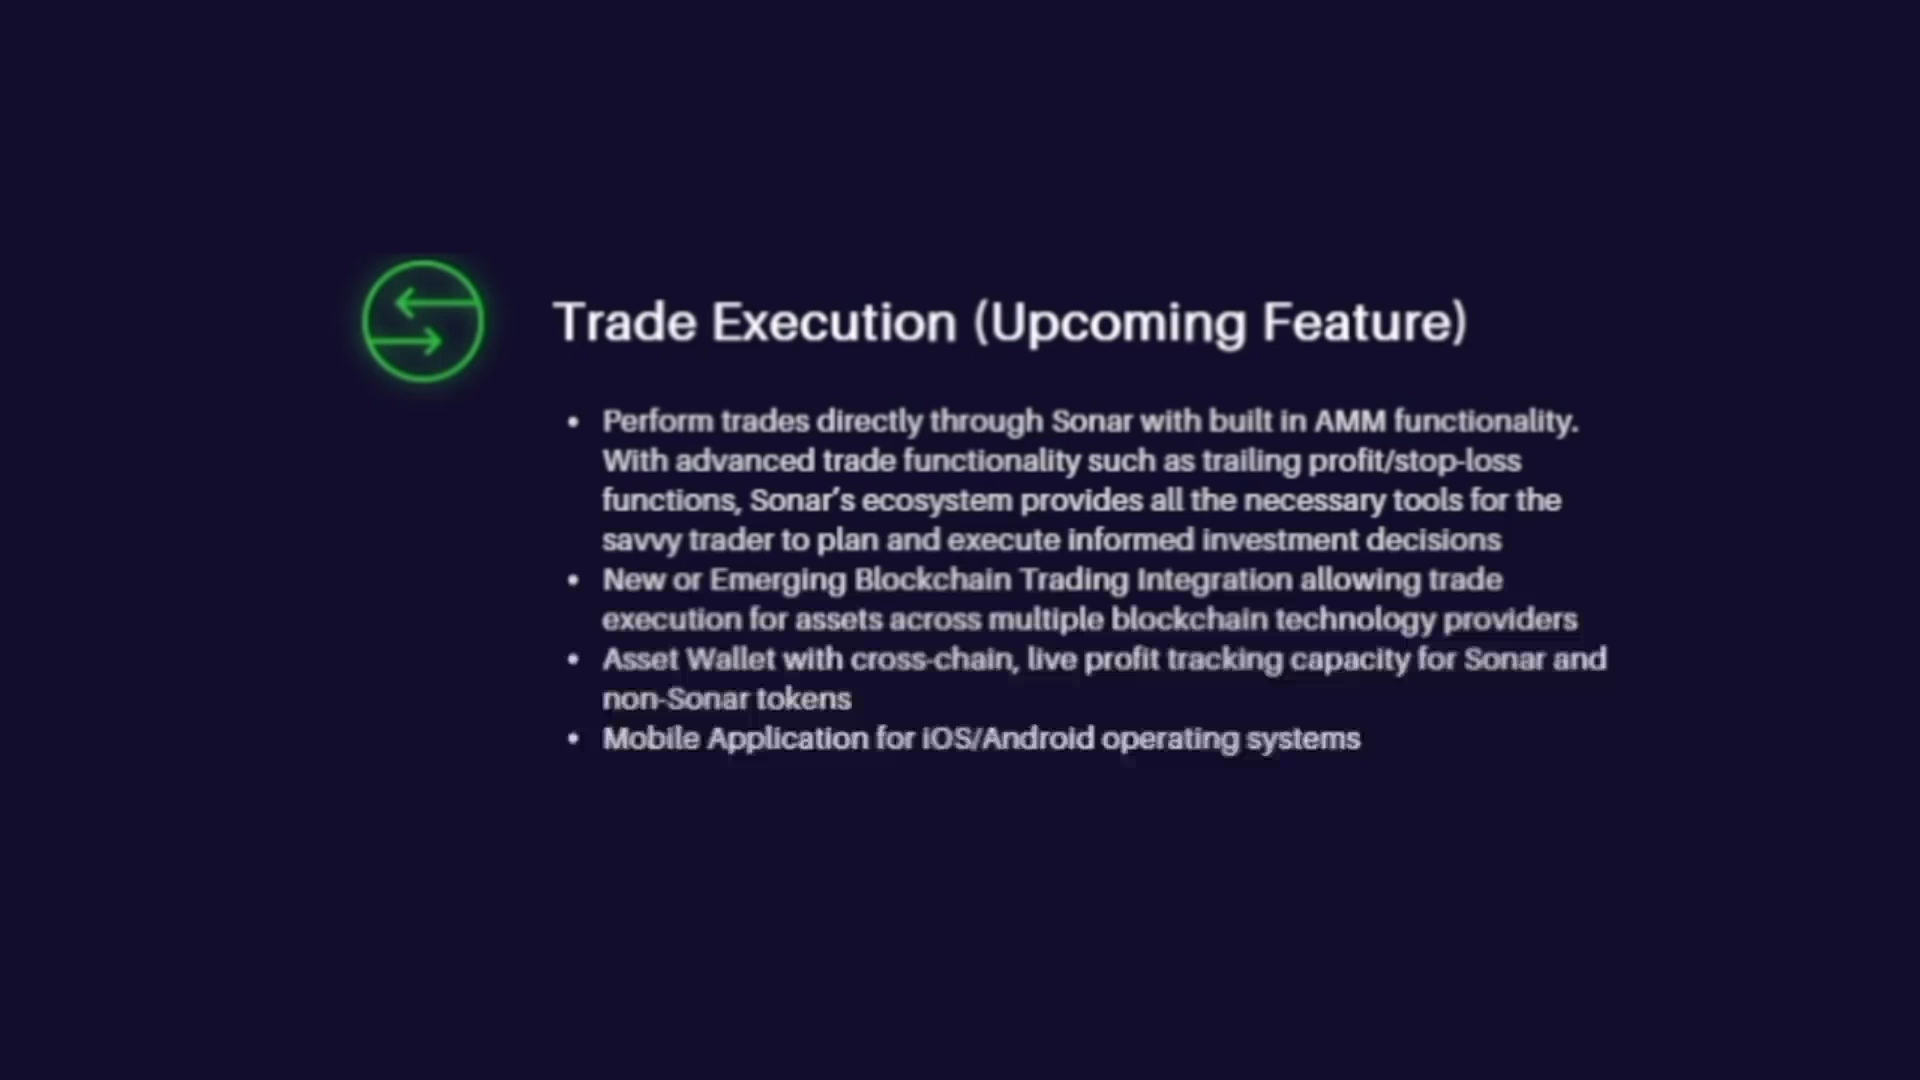 Trade Execution (Upcoming Feature)
• Perform trades directly through Sonar with built in AMM functionality.
With advanced trade functionality such as trailing profit/stop-loss
functions, Sonar’s ecosystem provides all the necessary tools for the
savvy trader to plan and execute informed investment decisions
• New or Emerging Blockchain Trading Integration allowing trade
execution for assets across multiple blockchain technology providers
• Asset Wallet with cross-chain, live profit tracking capacity for Sonar and
non-Sonar tokens
• Mobile Application for iOS/Android operating systems